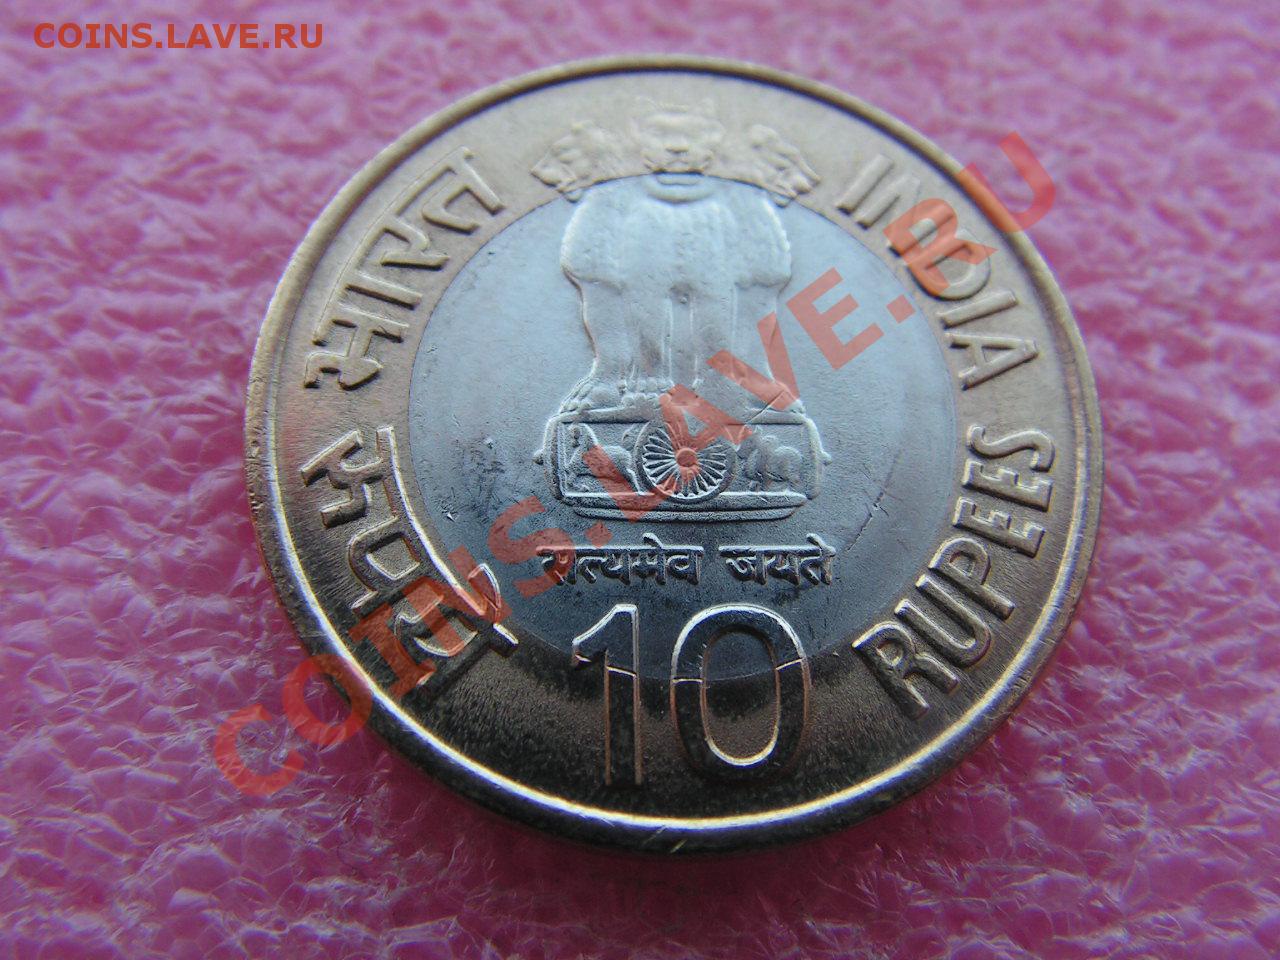 COINS.LAVE.RU
भारत
INDIA
रुपये
RUPEES
सत्यमेव जयते
10
COINS.LAVE.RU